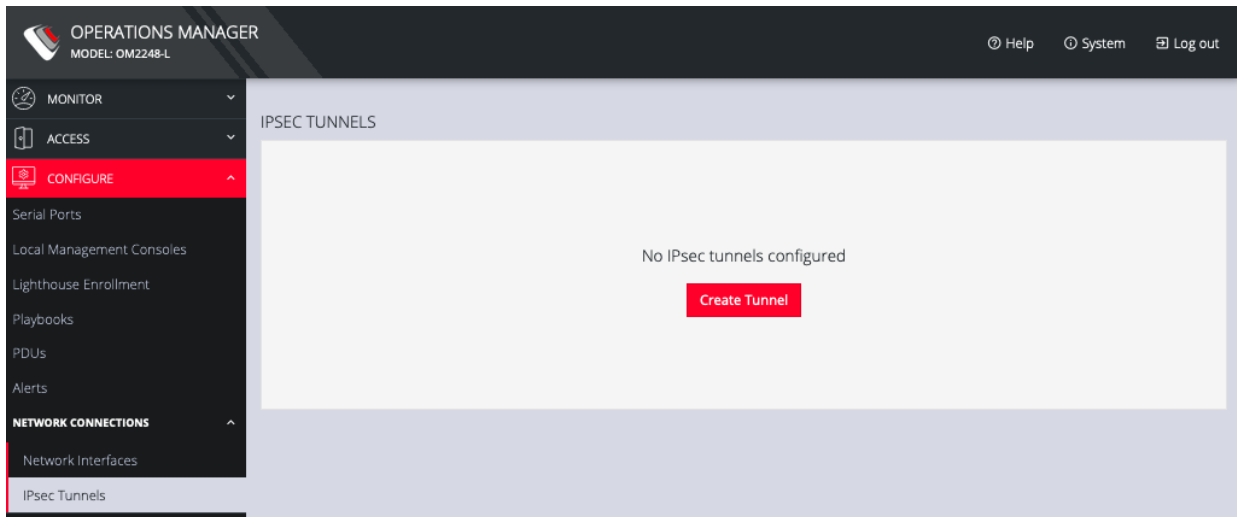 OPERATIONS MANAGER
MODEL: OM2248-L
Help
System
Log out
MONITOR
ACCESS
CONFIGURE
Serial Ports
Local Management Consoles
Lighthouse Enrollment
Playbooks
PDUs
Alerts
NETWORK CONNECTIONS
Network Interfaces
IPsec Tunnels
IPSEC TUNNELS
No IPsec tunnels configured
Create Tunnel